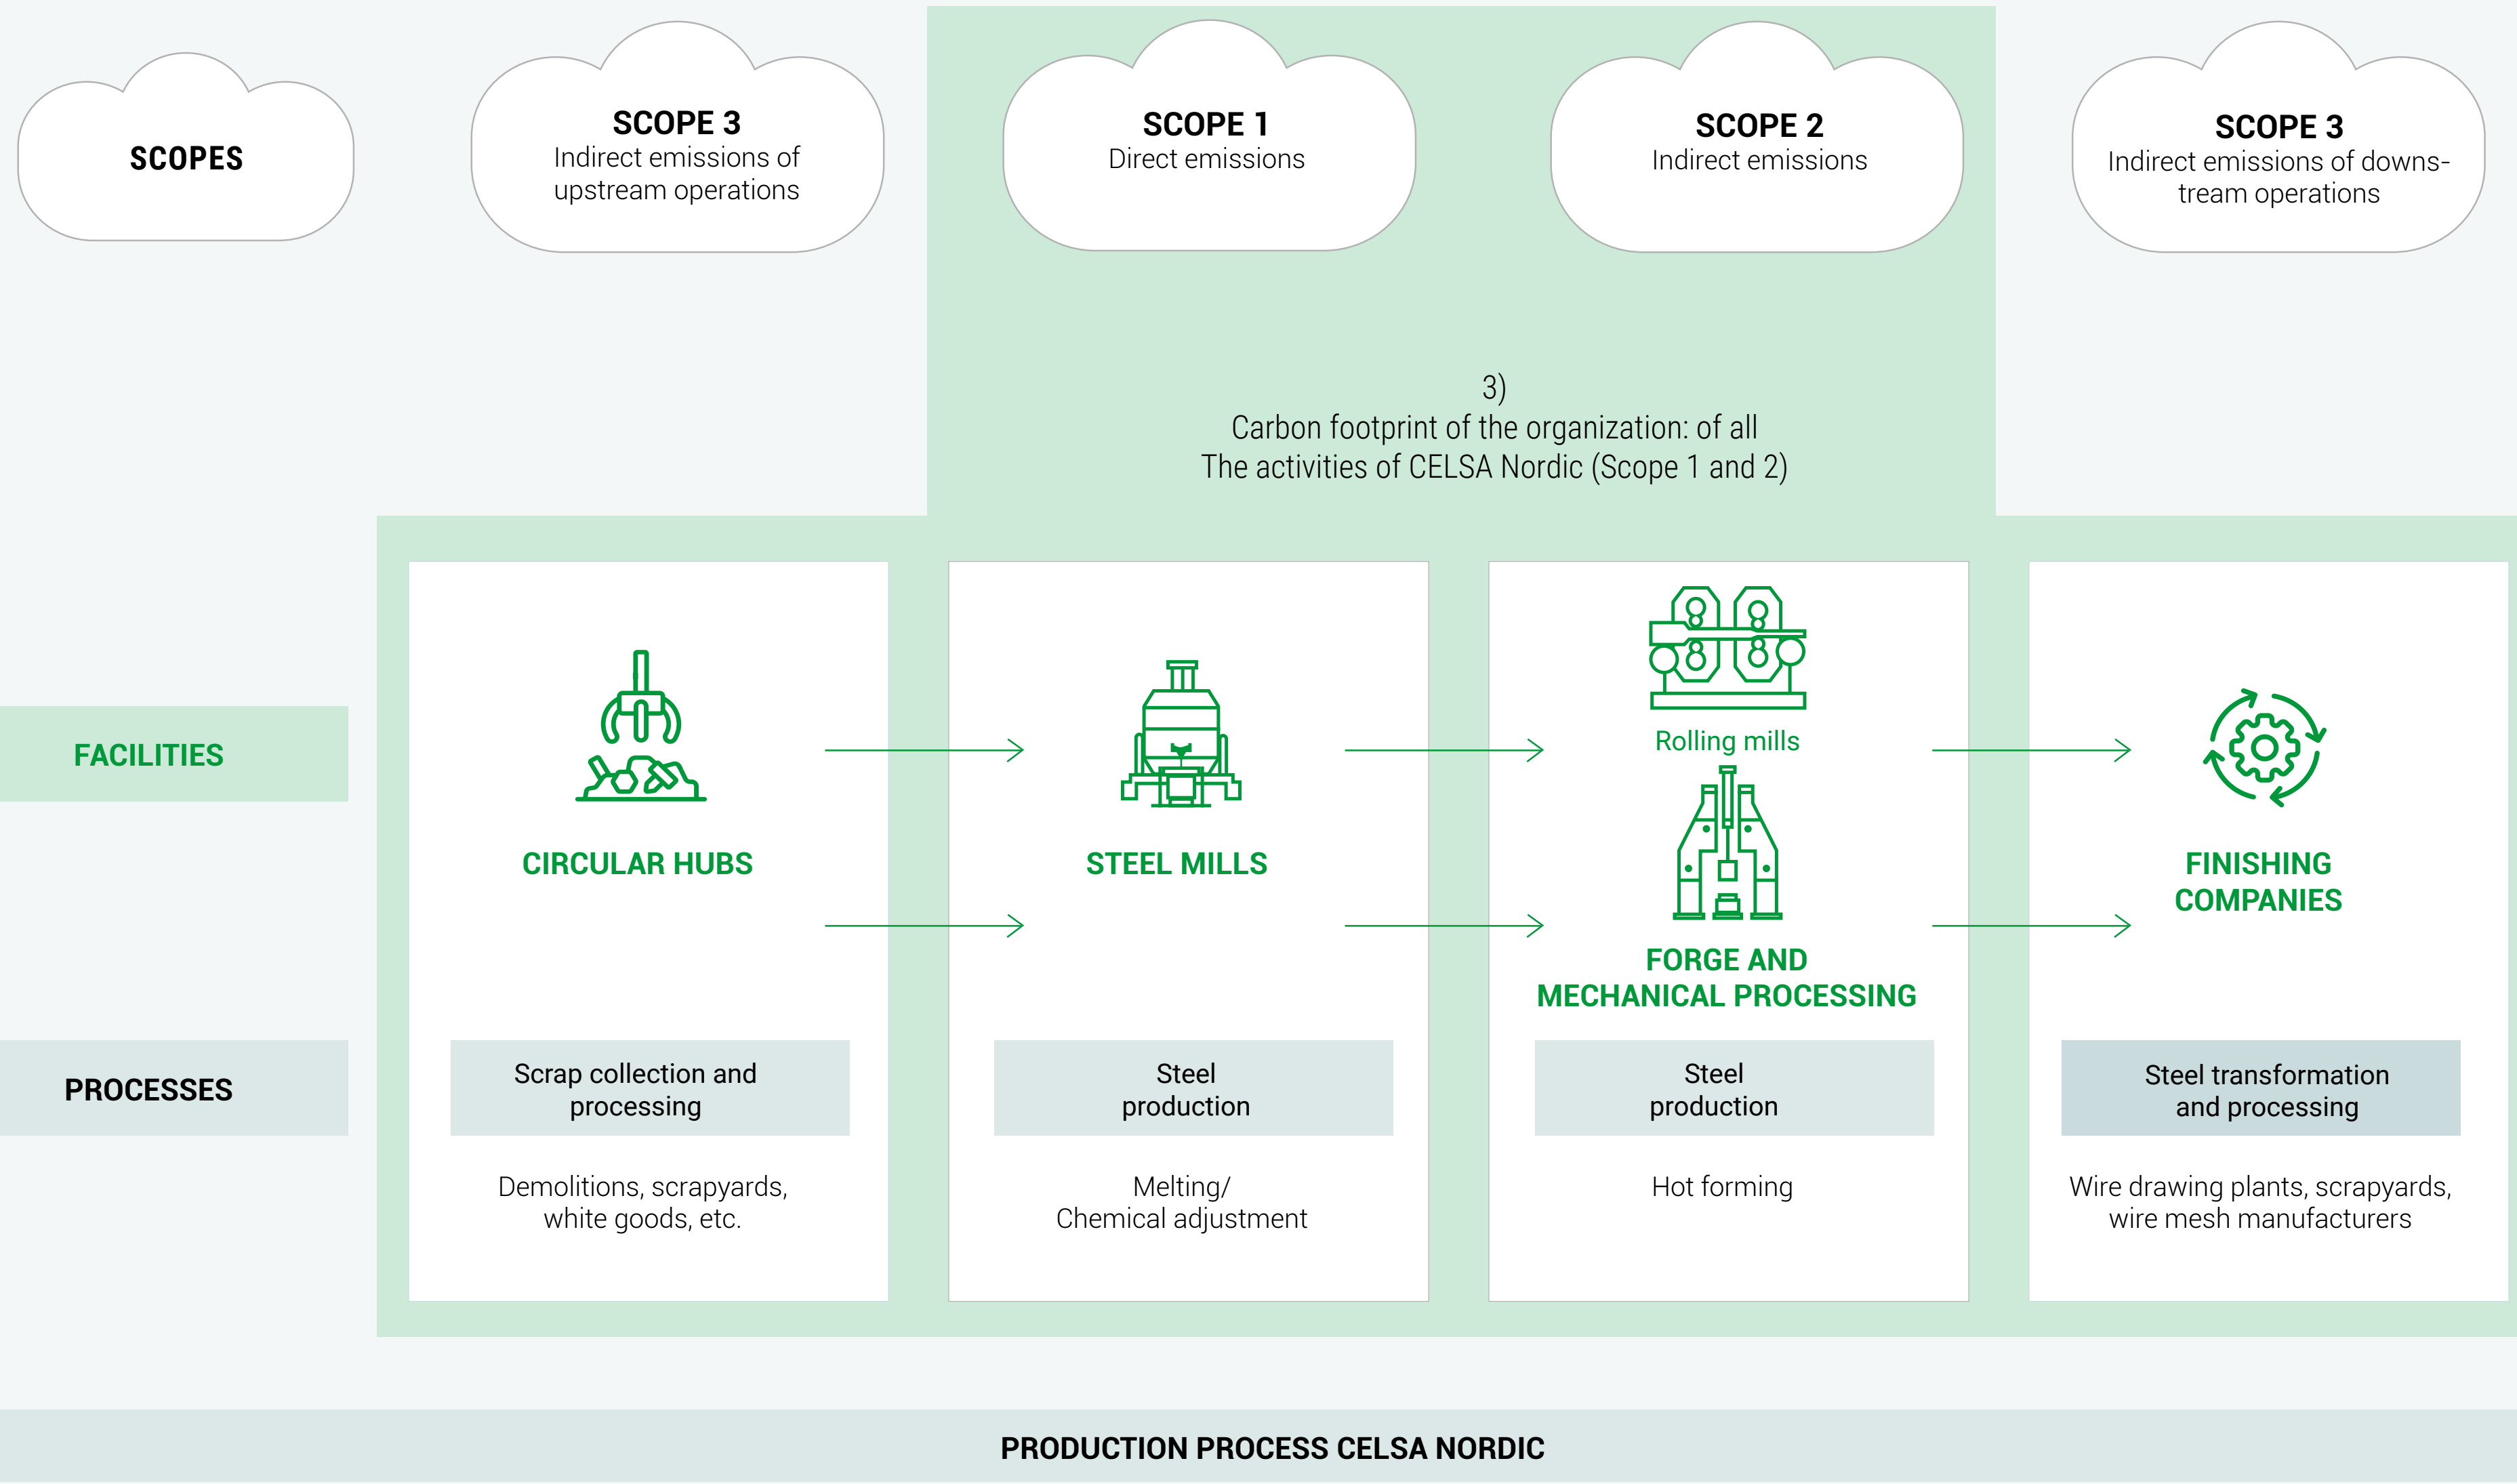 SCOPES
SCOPE 3
Indirect emissions of
upstream operations
SCOPE 1
Direct emissions
SCOPE 2
Indirect emissions
SCOPE 3
Indirect emissions of downs-
tream operations
3)
Carbon footprint of the organization: of all
The activities of CELSA Nordic (Scope 1 and 2)
FACILITIES
CIRCULAR HUBS
STEEL MILLS
Rolling mills
FORGE AND
MECHANICAL PROCESSING
FINISHING
COMPANIES
PROCESSES
Scrap collection and
processing
Demolitions, scrapyards,
white goods, etc.
Steel
production
Melting/
Chemical adjustment
Steel
production
Hot forming
Steel transformation
and processing
Wire drawing plants, scrapyards,
wire mesh manufacturers
PRODUCTION PROCESS CELSA NORDIC